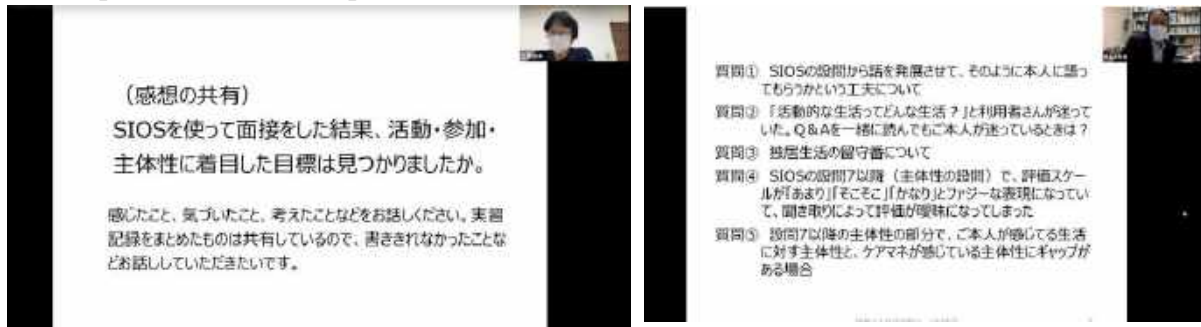 （感想の共有）
SIOSを使って面接をした結果、活動・参加・
主体性に着目した目標は見つかりましたか。
感じたこと、気づいたこと、考えたことなどをお話しください。実習
記録をまとめたものは共有しているので、書ききれなかったことな
どお話ししていただきたいです。
質問① SIOSの設問から話を発展させて、そのように本人に語っ
てもらうかという工夫について
質問② 「活動的な生活ってどんな生活？」と利用者さんが迷って
いた。Q&Aを一緒に読んでもご本人が迷っているときは？
質問③ 独居生活の留守番について
質問④ SIOSの設問7以降（主体性の設問）で、評価スケー
ルが「あまり」「そこそこ」「かなり」とファジーな表現になってい
て、聞き取りによって評価が曖昧になってしまった
質問⑤ 設問7以降の主体性の部分で、ご本人が感じてる生活
に対す主体性と、ケアマネが感じている主体性にギャップが
ある場合